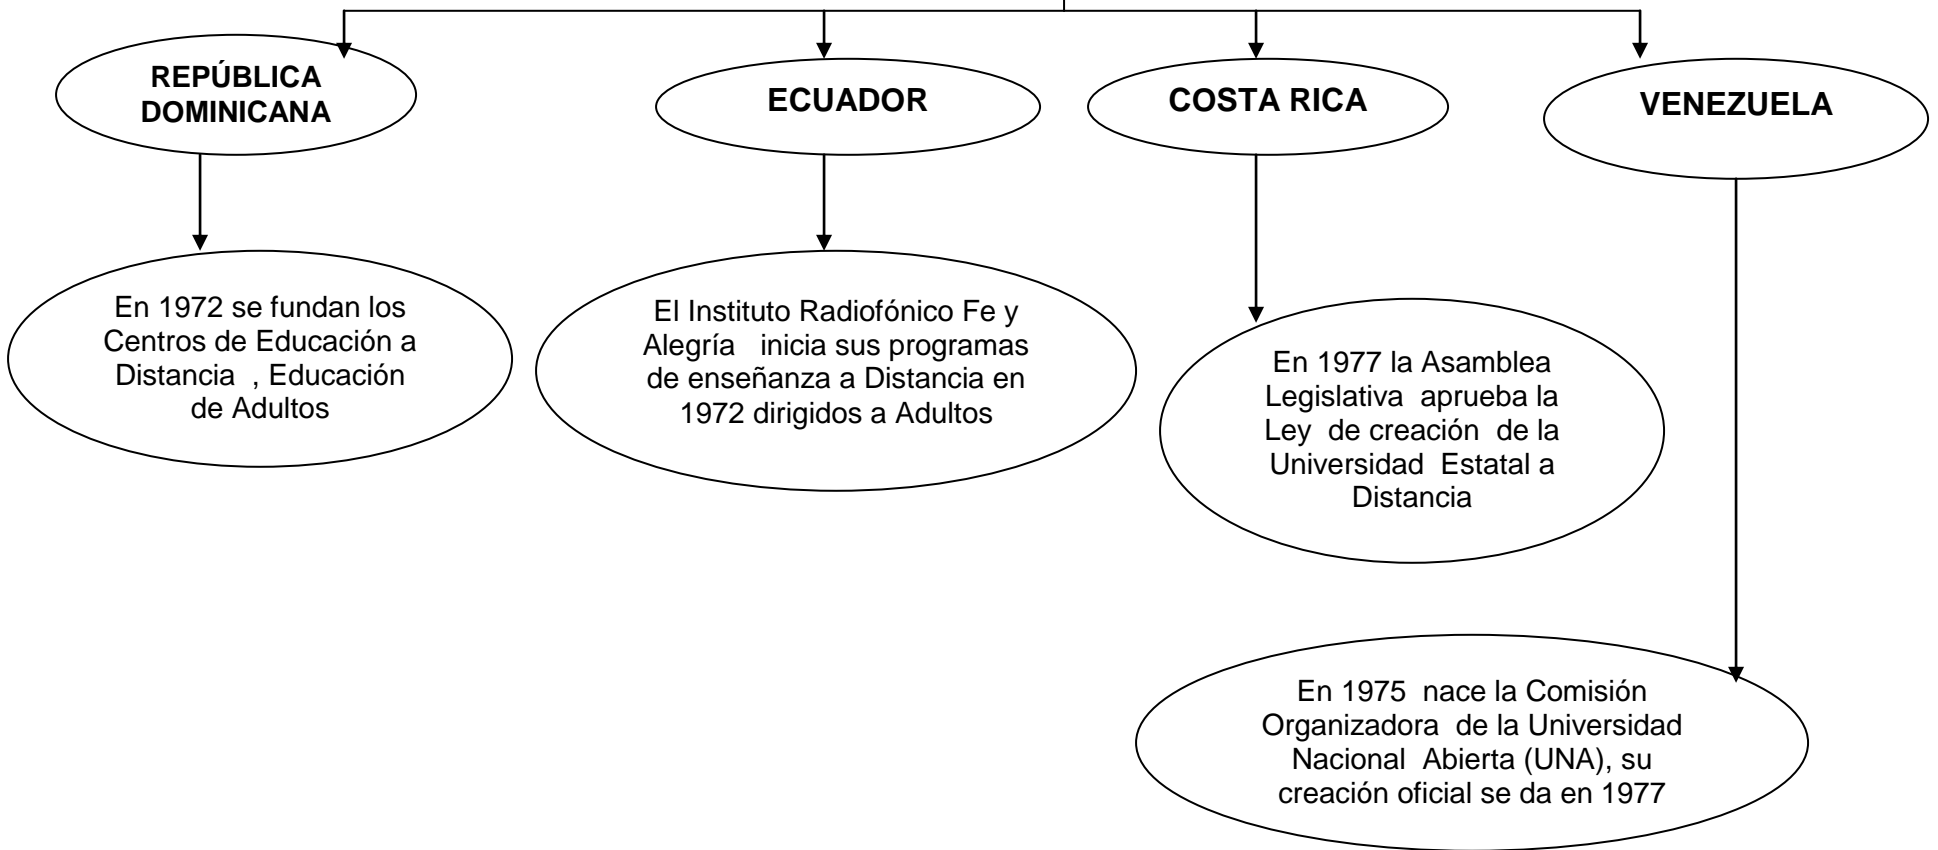 REPÚBLICA
DOMINICANA
ECUADOR
COSTA RICA
VENEZUELA
En 1972 se fundan los
Centros de Educación a
Distancia , Educación
de Adultos
El Instituto Radiofónico Fe y
Alegría inicia sus programas
de enseñanza a Distancia en
1972 dirigidos a Adultos
En 1977 la Asamblea
Legislativa aprueba la
Ley de creación de la
Universidad Estatal a
Distancia
En 1975 nace la Comisión
Organizadora de la Universidad
Nacional Abierta (UNA), su
creación oficial se da en 1977